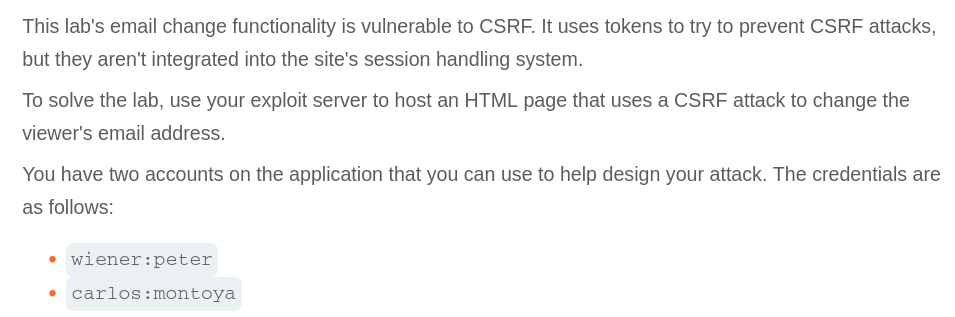 This lab's email change functionality is vulnerable to CSRF. It uses tokens to try to prevent CSRF attacks,
but they aren't integrated into the site's session handling system.
To solve the lab, use your exploit server to host an HTML page that uses a CSRF attack to change the
viewer's email address.
You have two accounts on the application that you can use to help design your attack. The credentials are
as follows:
• wiener:peter
• carlos:montoya